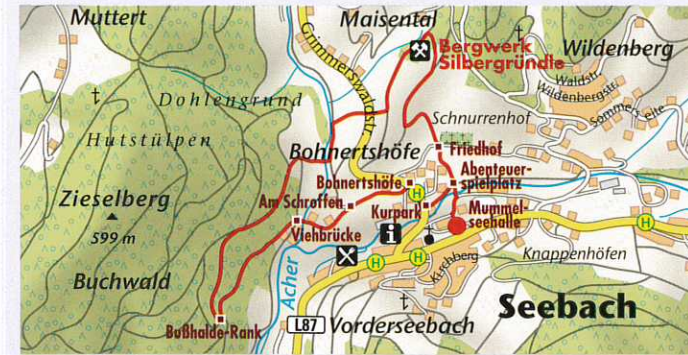 Muttert
Maisental
Bergwerk
Silbergründle
Wildenberg
Grimmerswaldstr.
Waldstr.
Wildenbergstr.
Sommerseite
Dohlengrund
Schnurrenhof
Hutstülpen
Bohnertshöfe
Friedhof
Abenteuer-
spielplatz
Bohnertshöfe
H
Zieselberg
599 m
Am Schroffen
Kurpark
Mummel-
seehalle
Viehbrücke
i
H
Buchwald
Acher
H
H
Kirchberg
Knappenhöfen
Seebach
Bußhalde-Rank
L87
Vorderseebach